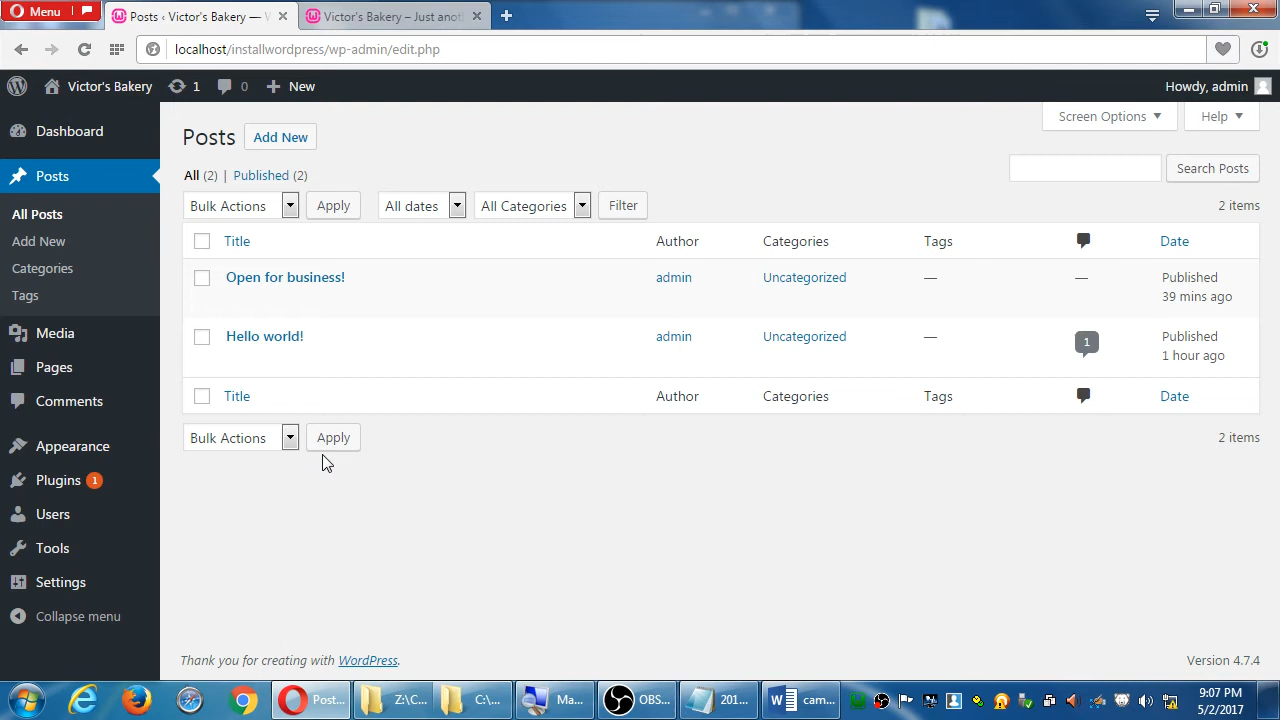 Menu
Posts ‹ Victor's Bakery — W
Victor's Bakery – Just anot
localhost/installwordpress/wp-admin/edit.php
Victor's Bakery 1 0 New
Howdy, admin
Dashboard
Posts
All Posts
Add New
Categories
Tags
Media
Pages
Comments
Appearance
Plugins 1
Users
Tools
Settings
Collapse menu
Screen Options Help
Posts Add New
All (2) | Published (2)
Search Posts
Bulk Actions Apply All dates All Categories Filter 2 items
Title Author Categories Tags Date
Open for business! admin Uncategorized — — Published
39 mins ago
Hello world! admin Uncategorized — 1 Published
1 hour ago
Title Author Categories Tags Date
Bulk Actions Apply 2 items
Thank you for creating with WordPress. Version 4.7.4
Post... Z:\C... C:\... Ma... OBS... 201... cam...
9:07 PM
5/2/2017